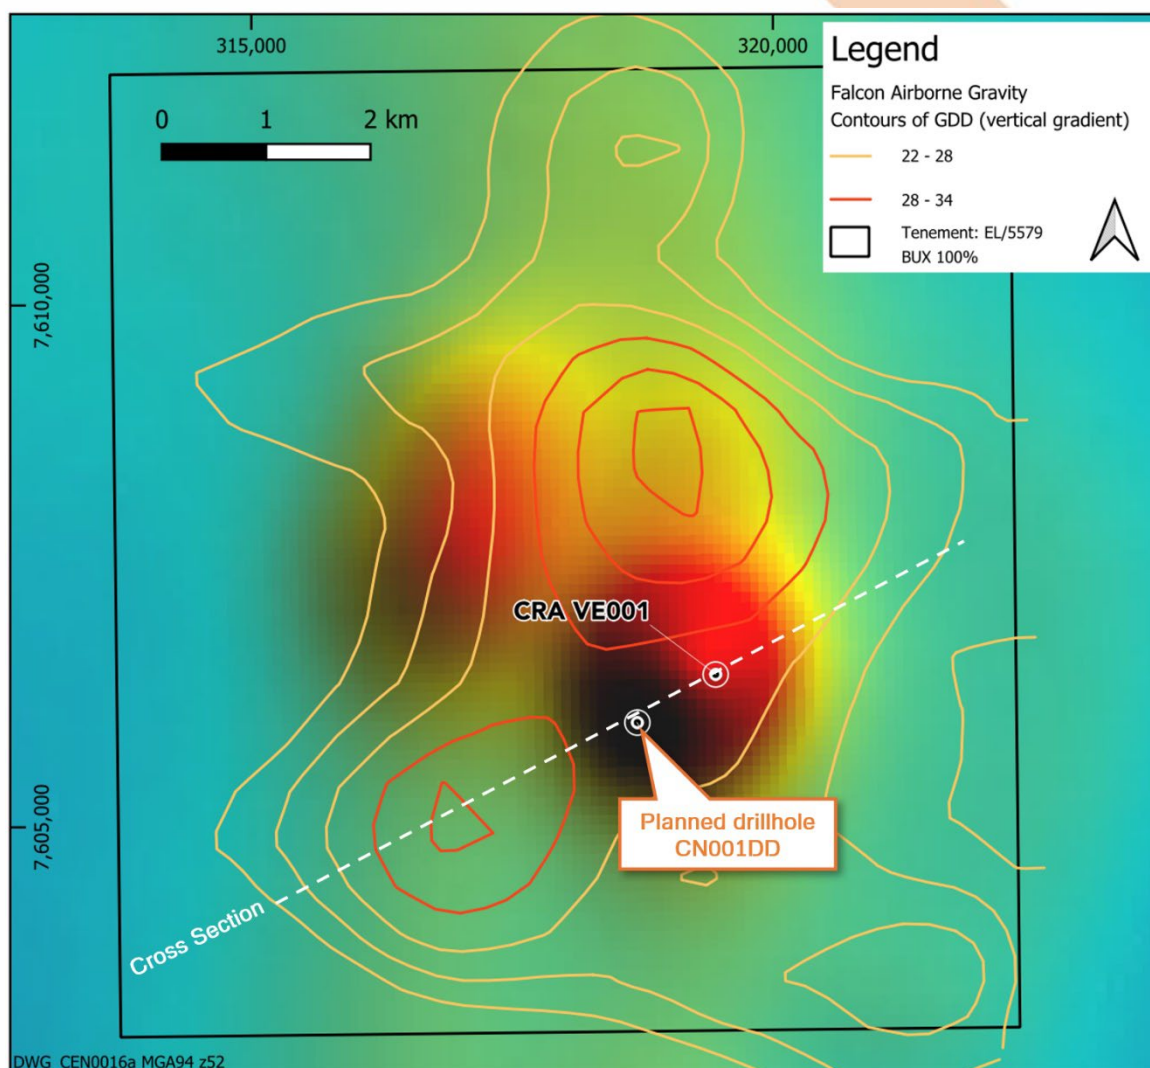 315,000
320,000
Legend
Falcon Airborne Gravity
Contours of GDD (vertical gradient)
22 - 28
28 - 34
Tenement: EL/5579
BUX 100%
0 1 2 km
7,610,000
CRA VE001
Planned drillhole
CN001DD
7,605,000
Cross Section
DWG_CEN0016a MGA94 z52